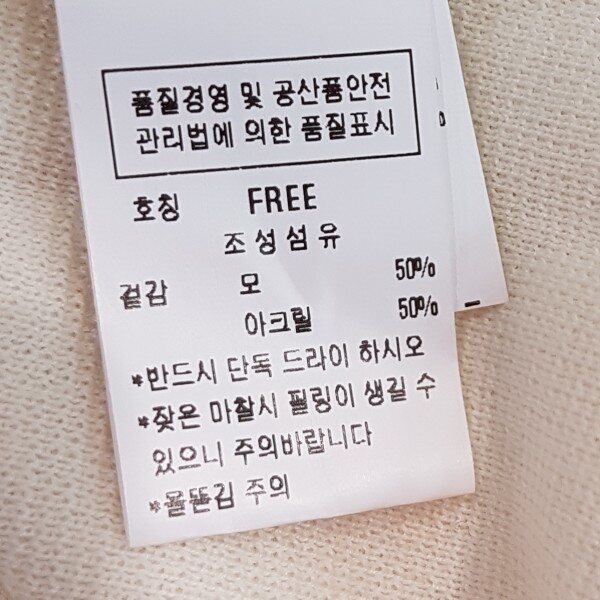 품질경영 및 공산품안전
관리법에 의한 품질표시
호칭 FREE
조성섬유
겉감 모 50%
아크릴 50%
*반드시 단독 드라이 하시오
*잦은 마찰시 필링이 생길 수
있으니 주의바랍니다
*올뜯김 주의